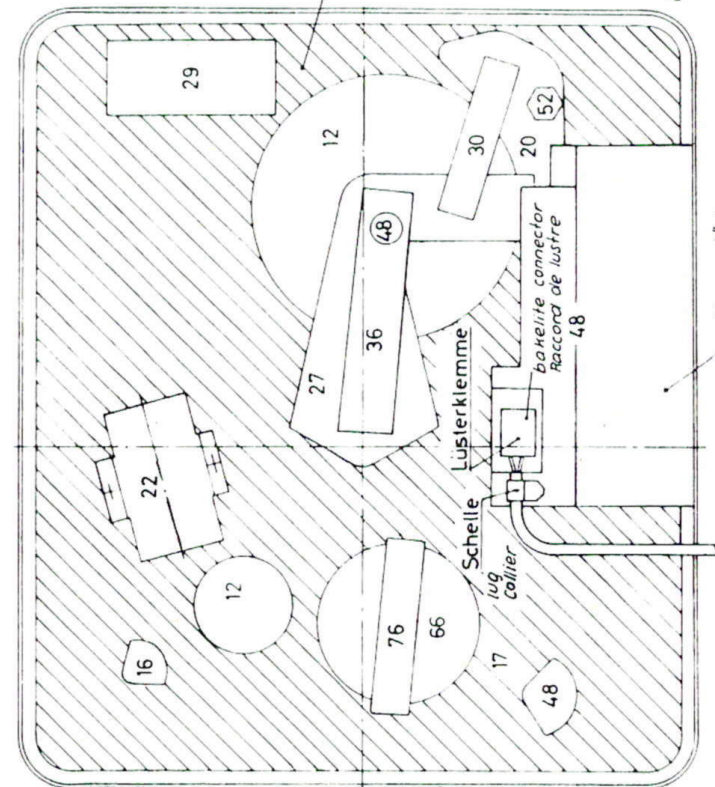 29
12
30
52
20
48
36
27
bakelite connector
Raccord de lustre
48
Lüsterklemme
22
Schelle
lug
Collier
12
76
66
16
17
48